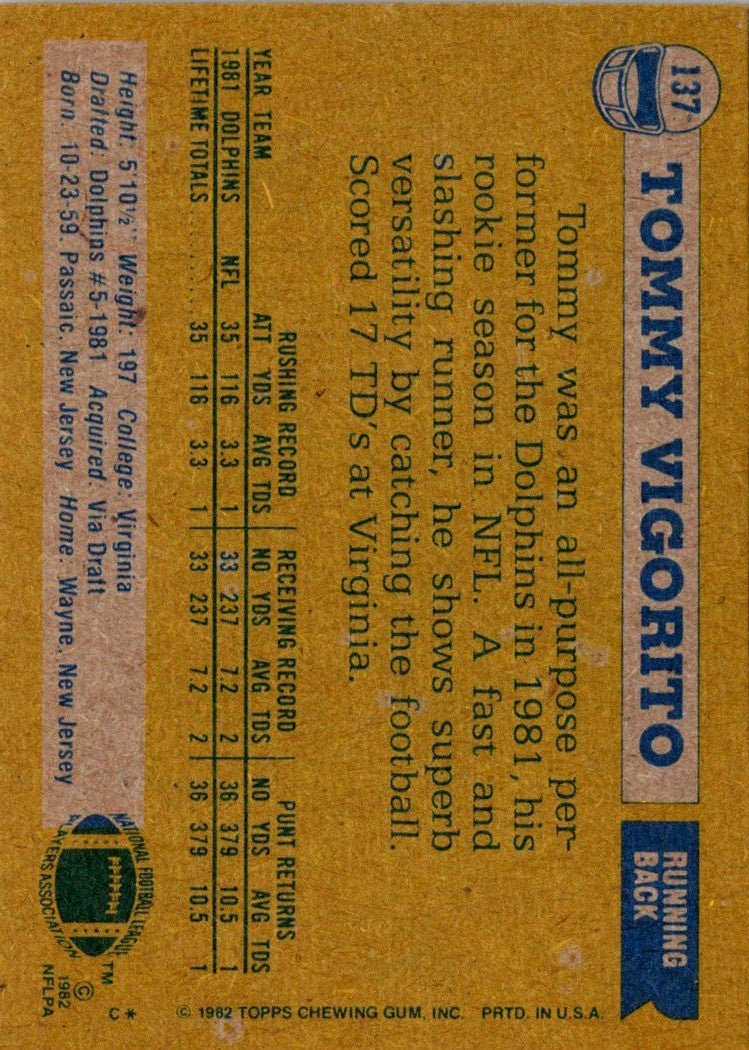 137
TOMMY VIGORITO
RUNNING
BACK
Tommy was an all-purpose per-
former for the Dolphins in 1981, his
rookie season in NFL. A fast and
slashing runner, he shows superb
versatility by catching the football.
Scored 17 TD's at Virginia.
RUSHING RECORD RECEIVING RECORD PUNT RETURNS
YEAR TEAM ATT YDS AVG TDS NO YDS AVG TDS NO YDS AVG TDS
1981 DOLPHINS NFL 35 116 3.3 1 33 237 7.2 2 36 379 10.5 1
LIFETIME TOTALS . . . . . . . 35 116 3.3 1 33 237 7.2 2 36 379 10.5 1
Height: 5'10½" Weight: 197 College: Virginia
Drafted: Dolphins #5-1981 Acquired: Via Draft
Born: 10-23-59, Passaic, New Jersey Home: Wayne, New Jersey
NATIONAL FOOTBALL LEAGUE
PLAYERS ASSOCIATION
TM
©
1982
NFLPA
C*
© 1982 TOPPS CHEWING GUM, INC. PRTD. IN U.S.A.